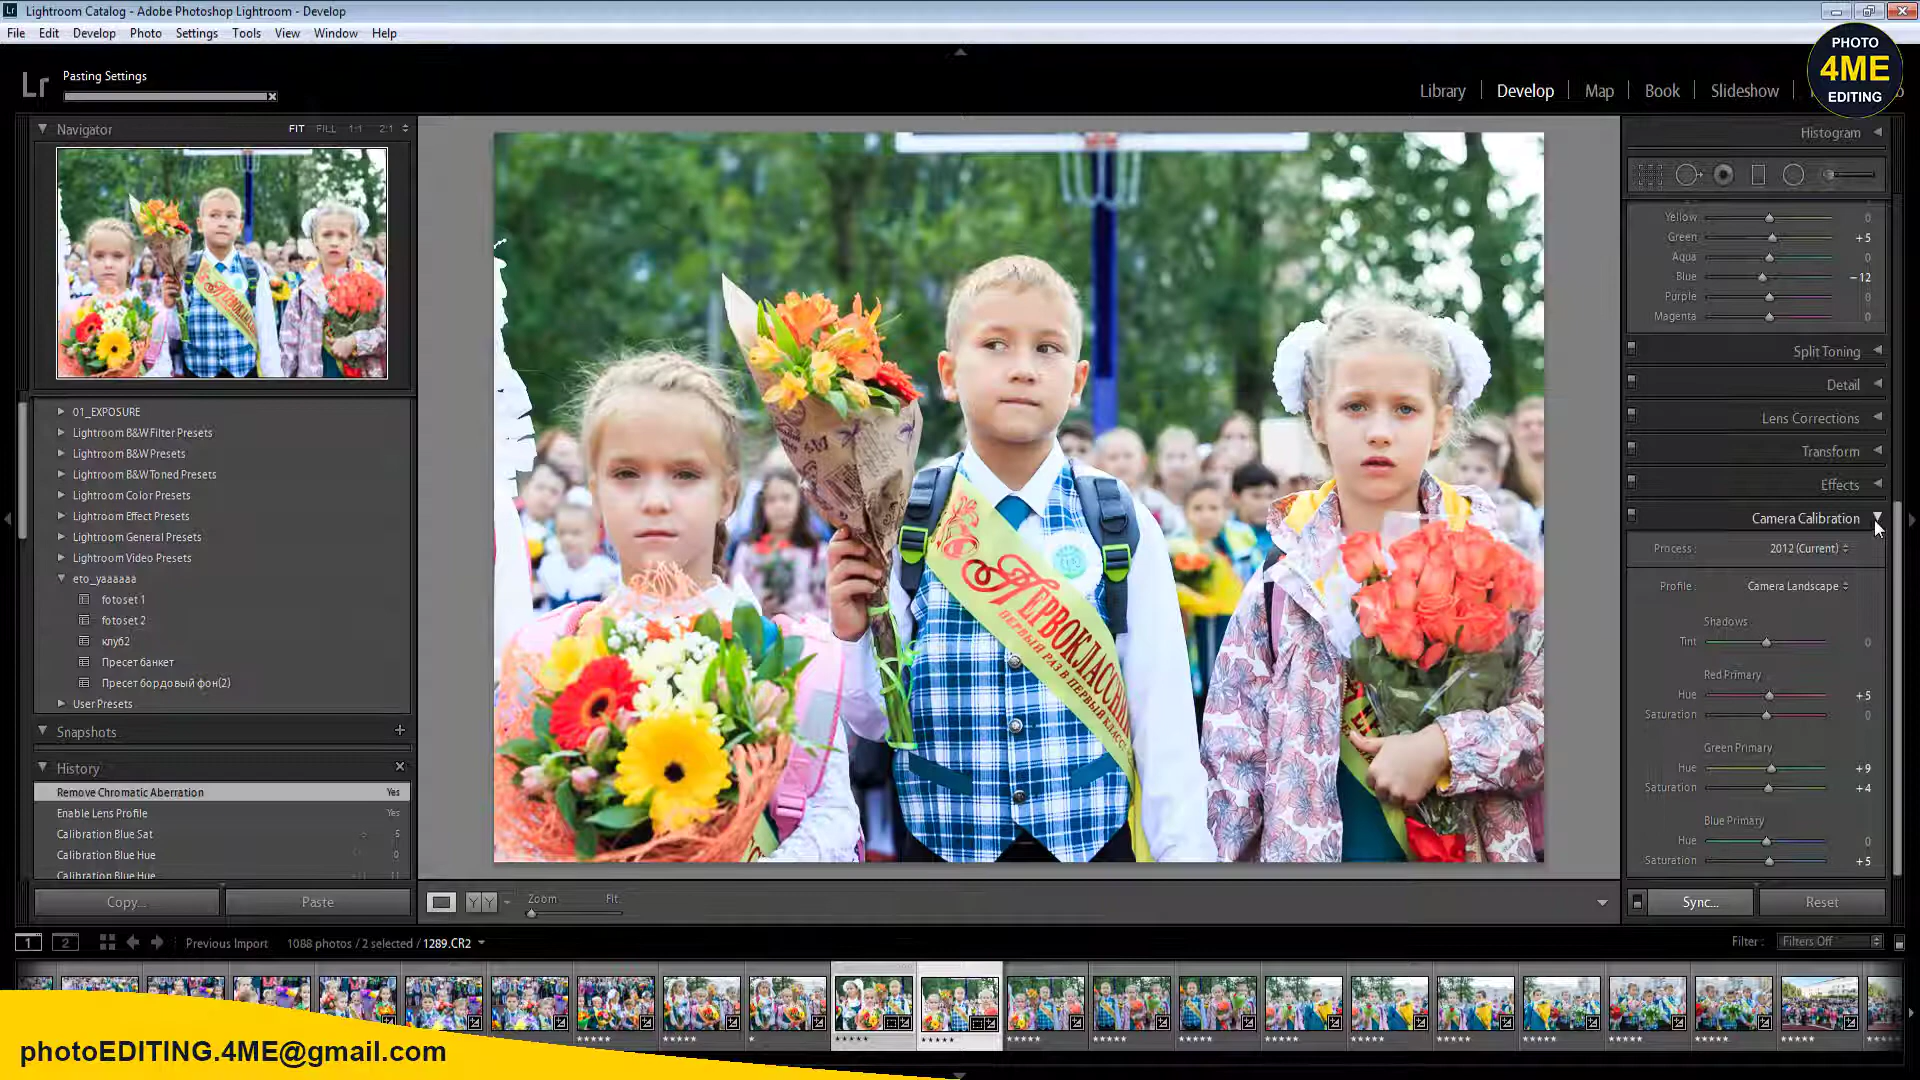 Lightroom Catalog - Adobe Photoshop Lightroom - Develop
File Edit Develop Photo Settings Tools View Window Help
PHOTO
4ME
EDITING
Lr
Pasting Settings
Library Develop Map Book Slideshow
Navigator FIT FILL 1:1 2:1
Histogram
Yellow 0
Green +5
Aqua 0
Blue -12
Purple 0
Magenta 0
Split Toning
Detail
Lens Corrections
Transform
Effects
Camera Calibration
Process: 2012 (Current)
Profile: Camera Landscape
Shadows
Tint 0
Red Primary
Hue +5
Saturation 0
Green Primary
Hue +9
Saturation +4
Blue Primary
Hue 0
Saturation +5
Sync... Reset
01_EXPOSURE
Lightroom B&W Filter Presets
Lightroom B&W Presets
Lightroom B&W Toned Presets
Lightroom Color Presets
Lightroom Effect Presets
Lightroom General Presets
Lightroom Video Presets
eto_yaaaaaa
fotoset 1
fotoset 2
клуб2
Пресет банкет
Пресет бордовый фон(2)
User Presets
Snapshots
History
Remove Chromatic Aberration Yes
Enable Lens Profile Yes
Calibration Blue Sat 5
Calibration Blue Hue 0
Calibration Blue Hue
Copy... Paste
ПЕРВОКЛАССНИК
ПЕРВЫЙ РАЗ В ПЕРВЫЙ КЛАСС
Zoom Fit
1 2 Previous Import 1088 photos / 2 selected / 1289.CR2
Filter: Filters Off
photoEDITING.4ME@gmail.com